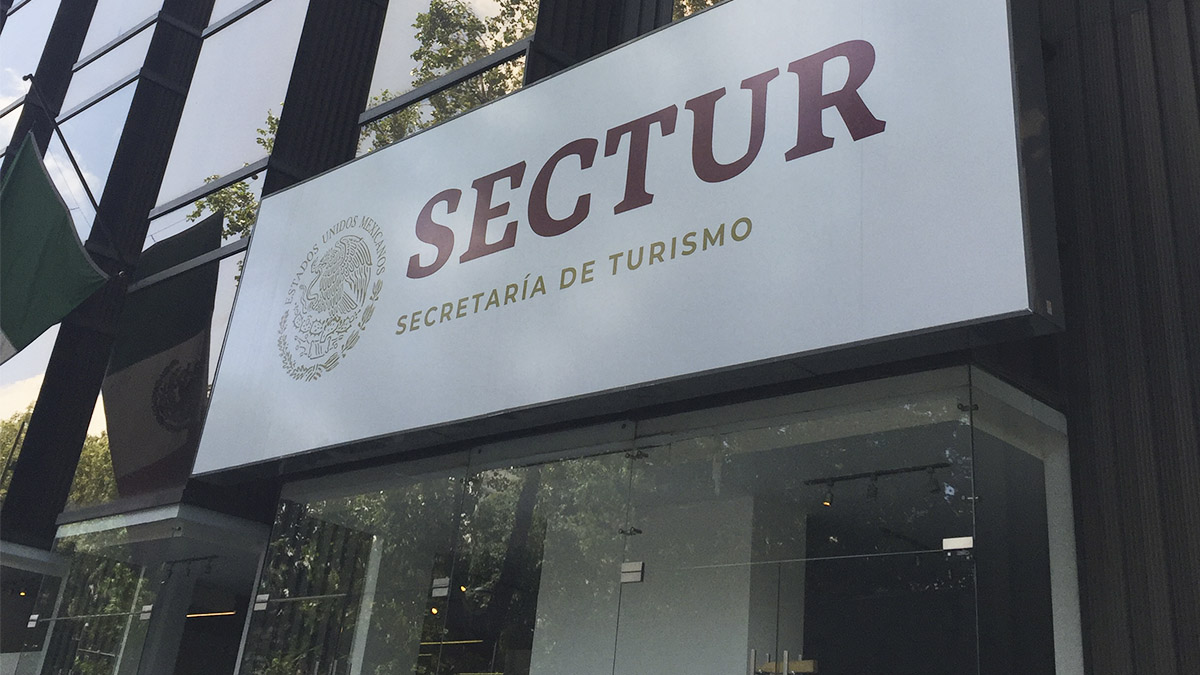 ESTADOS UNIDOS MEXICANOS
SECTUR
SECRETARÍA DE TURISMO